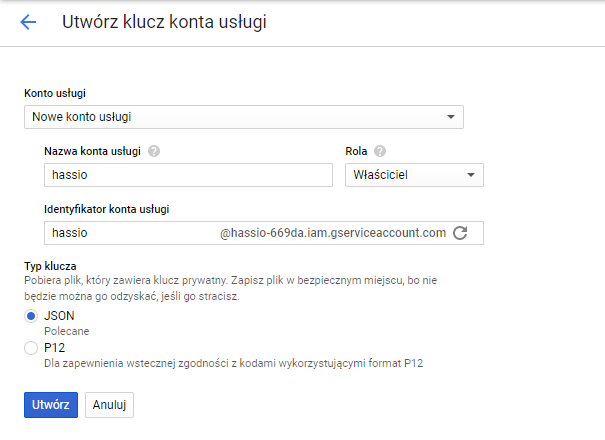 Utwórz klucz konta usługi
Konto usługi
Nowe konto usługi
Nazwa konta usługi ?
Rola ?
hassio
Właściciel
Identyfikator konta usługi
hassio @hassio-669da.iam.gserviceaccount.com
Typ klucza
Pobiera plik, który zawiera klucz prywatny. Zapisz plik w bezpiecznym miejscu, bo nie
będzie można go odzyskać, jeśli go stracisz.
JSON
Polecane
P12
Dla zapewnienia wstecznej zgodności z kodami wykorzystującymi format P12
Utwórz
Anuluj